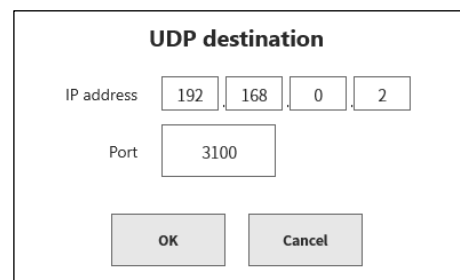 UDP destination
IP address 192 . 168 . 0 . 2
Port 3100
OK Cancel